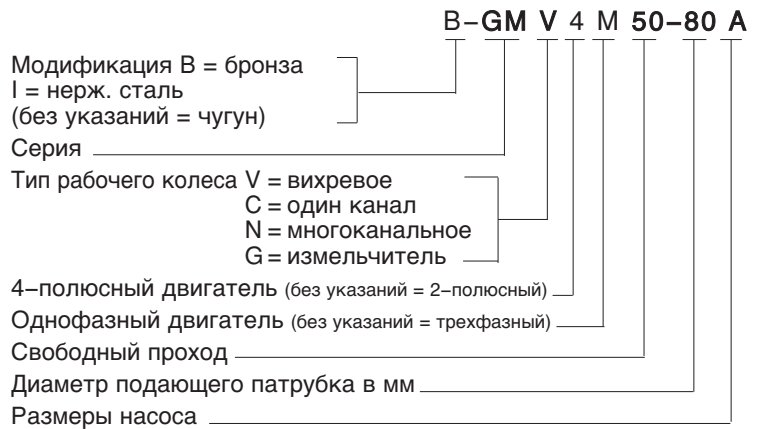 B–GM V 4 M 50–80 A
Модификация B = бронза
I = нерж. сталь
(без указаний = чугун)
Серия
Тип рабочего колеса V = вихревое
C = один канал
N = многоканальное
G = измельчитель
4–полюсный двигатель (без указаний = 2–полюсный)
Однофазный двигатель (без указаний = трехфазный)
Свободный проход
Диаметр подающего патрубка в мм
Размеры насоса